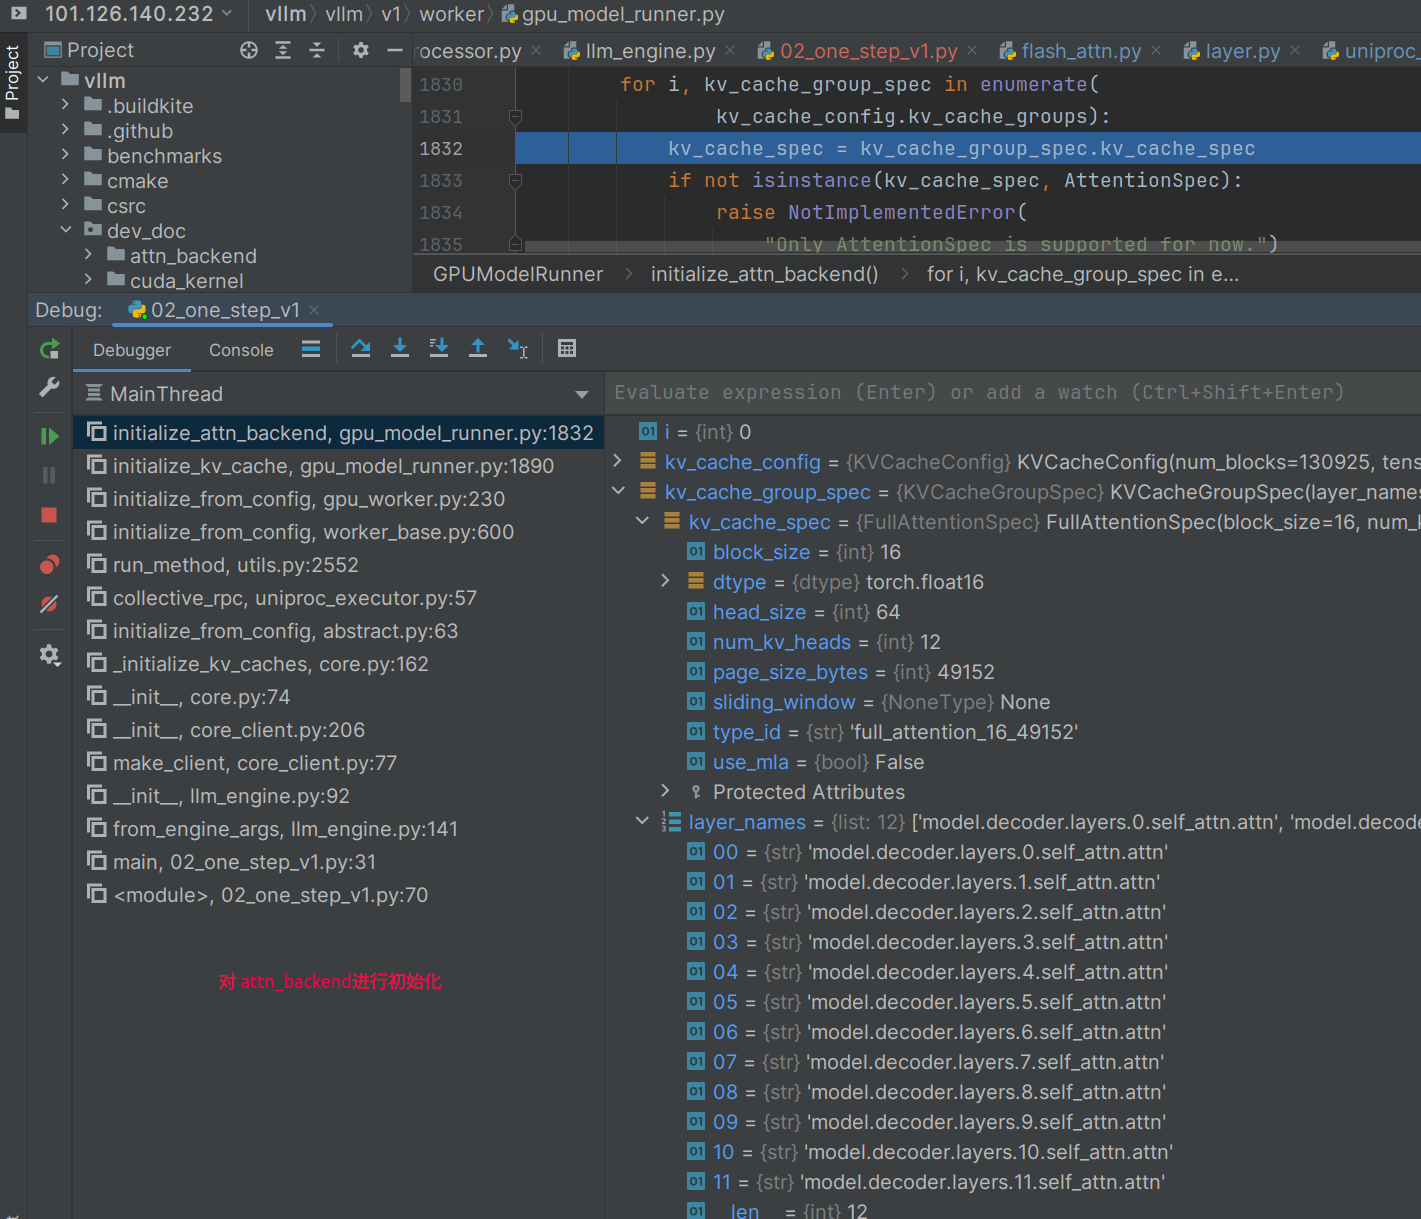 101.126.140.232 vllm vllm v1 worker gpu_model_runner.py
Project
Project
rocessor.py llm_engine.py 02_one_step_v1.py flash_attn.py layer.py uniproc_
vllm
.buildkite
.github
benchmarks
cmake
csrc
dev_doc
attn_backend
cuda_kernel
1830 for i, kv_cache_group_spec in enumerate(
1831 kv_cache_config.kv_cache_groups):
1832 kv_cache_spec = kv_cache_group_spec.kv_cache_spec
1833 if not isinstance(kv_cache_spec, AttentionSpec):
1834 raise NotImplementedError(
1835 "Only AttentionSpec is supported for now.")
GPUModelRunner initialize_attn_backend() for i, kv_cache_group_spec in e...
Debug: 02_one_step_v1
Debugger Console
MainThread
Evaluate expression (Enter) or add a watch (Ctrl+Shift+Enter)
initialize_attn_backend, gpu_model_runner.py:1832
initialize_kv_cache, gpu_model_runner.py:1890
initialize_from_config, gpu_worker.py:230
initialize_from_config, worker_base.py:600
run_method, utils.py:2552
collective_rpc, uniproc_executor.py:57
initialize_from_config, abstract.py:63
_initialize_kv_caches, core.py:162
__init__, core.py:74
__init__, core_client.py:206
make_client, core_client.py:77
__init__, llm_engine.py:92
from_engine_args, llm_engine.py:141
main, 02_one_step_v1.py:31
<module>, 02_one_step_v1.py:70
对 attn_backend进行初始化
i = {int} 0
kv_cache_config = {KVCacheConfig} KVCacheConfig(num_blocks=130925, tens
kv_cache_group_spec = {KVCacheGroupSpec} KVCacheGroupSpec(layer_names
kv_cache_spec = {FullAttentionSpec} FullAttentionSpec(block_size=16, num_k
block_size = {int} 16
dtype = {dtype} torch.float16
head_size = {int} 64
num_kv_heads = {int} 12
page_size_bytes = {int} 49152
sliding_window = {NoneType} None
type_id = {str} 'full_attention_16_49152'
use_mla = {bool} False
Protected Attributes
layer_names = {list: 12} ['model.decoder.layers.0.self_attn.attn', 'model.decode
00 = {str} 'model.decoder.layers.0.self_attn.attn'
01 = {str} 'model.decoder.layers.1.self_attn.attn'
02 = {str} 'model.decoder.layers.2.self_attn.attn'
03 = {str} 'model.decoder.layers.3.self_attn.attn'
04 = {str} 'model.decoder.layers.4.self_attn.attn'
05 = {str} 'model.decoder.layers.5.self_attn.attn'
06 = {str} 'model.decoder.layers.6.self_attn.attn'
07 = {str} 'model.decoder.layers.7.self_attn.attn'
08 = {str} 'model.decoder.layers.8.self_attn.attn'
09 = {str} 'model.decoder.layers.9.self_attn.attn'
10 = {str} 'model.decoder.layers.10.self_attn.attn'
11 = {str} 'model.decoder.layers.11.self_attn.attn'
__len__ = {int} 12